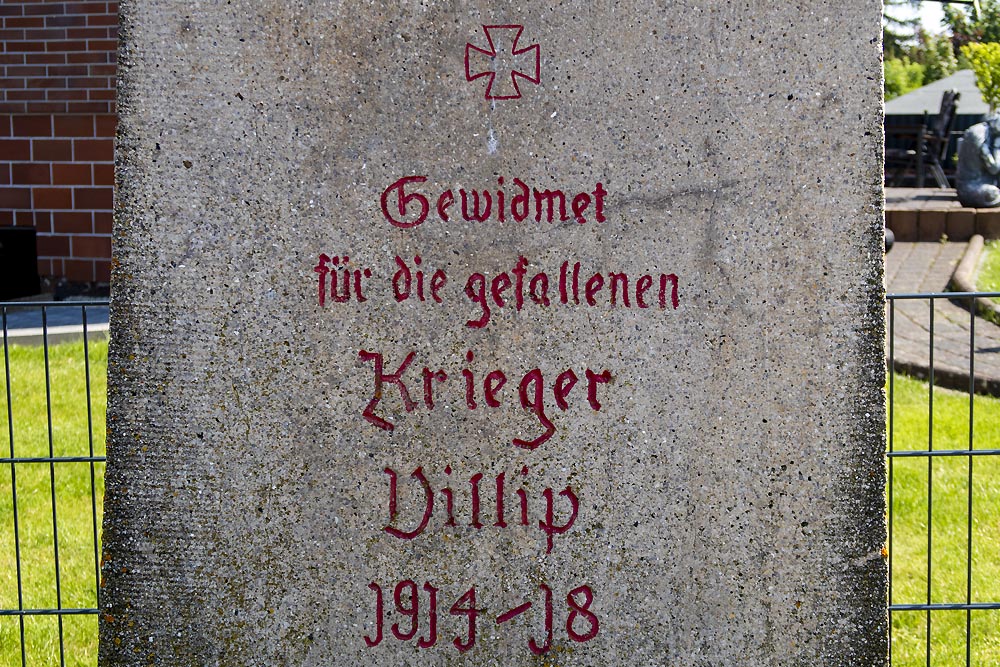 Gewidmet
für die gefallenen
Krieger
Villip
1914-18